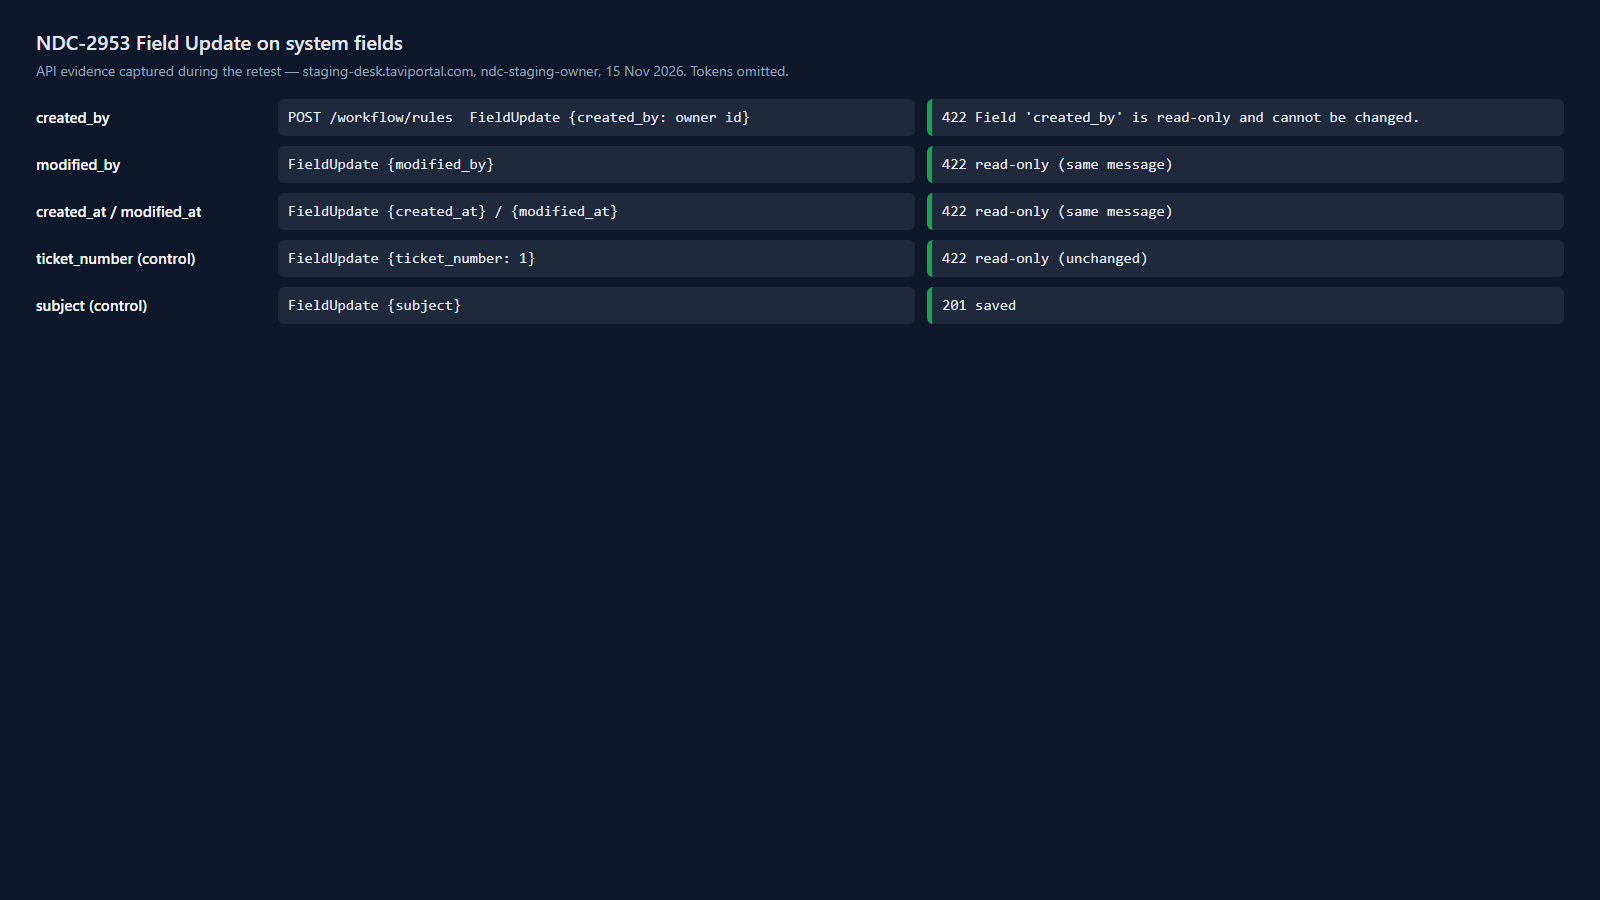 NDC-2953 Field Update on system fields
API evidence captured during the retest — staging-desk.taviportal.com, ndc-staging-owner, 15 Nov 2026. Tokens omitted.
created_by POST /workflow/rules  FieldUpdate {created_by: owner id} 422 Field 'created_by' is read-only and cannot be changed.
modified_by FieldUpdate {modified_by} 422 read-only (same message)
created_at / modified_at FieldUpdate {created_at} / {modified_at} 422 read-only (same message)
ticket_number (control) FieldUpdate {ticket_number: 1} 422 read-only (unchanged)
subject (control) FieldUpdate {subject} 201 saved